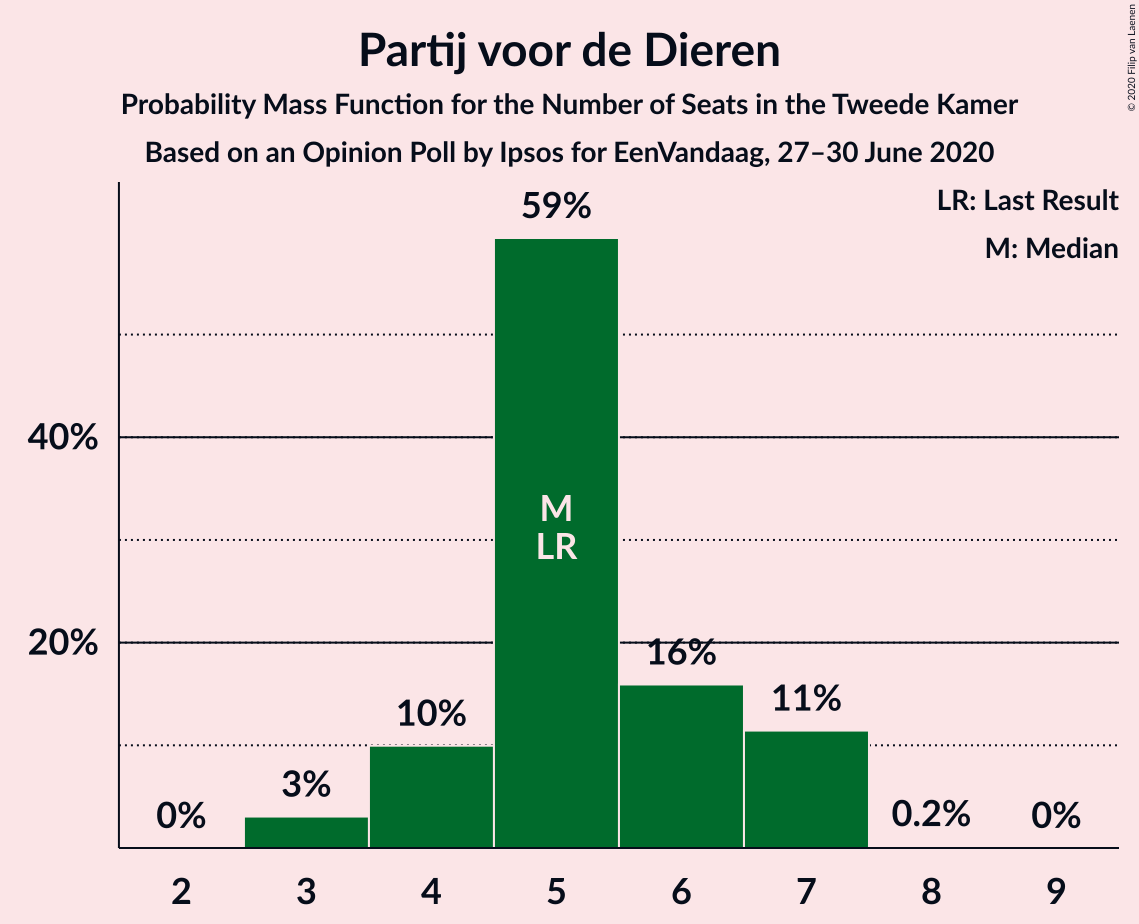 Partij voor de Dieren
Probability Mass Function for the Number of Seats in the Tweede Kamer
Based on an Opinion Poll by Ipsos for EenVandaag, 27–30 June 2020
© 2020 Filip van Laenen
LR: Last Result
M: Median
59%
40%
M
LR
20%
16%
11%
10%
3%
0%
0.2%
0%
2 3 4 5 6 7 8 9